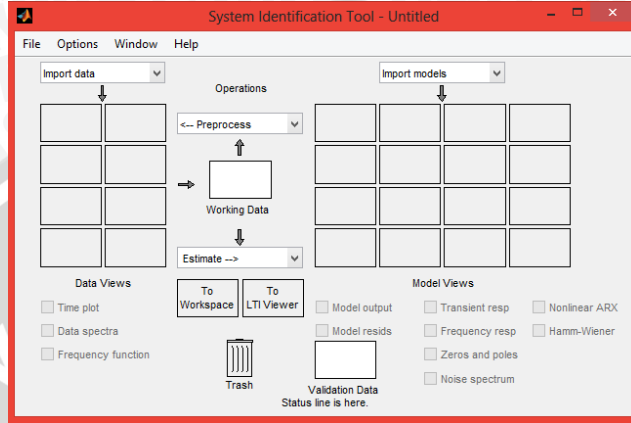 System Identification Tool - Untitled
File Options Window Help
Import data
Import models
Operations
<-- Preprocess
Working Data
Estimate -->
Data Views
To Workspace
To LTI Viewer
Model Views
Time plot
Data spectra
Frequency function
Model output
Model resids
Transient resp
Frequency resp
Zeros and poles
Noise spectrum
Nonlinear ARX
Hamm-Wiener
Trash
Validation Data
Status line is here.